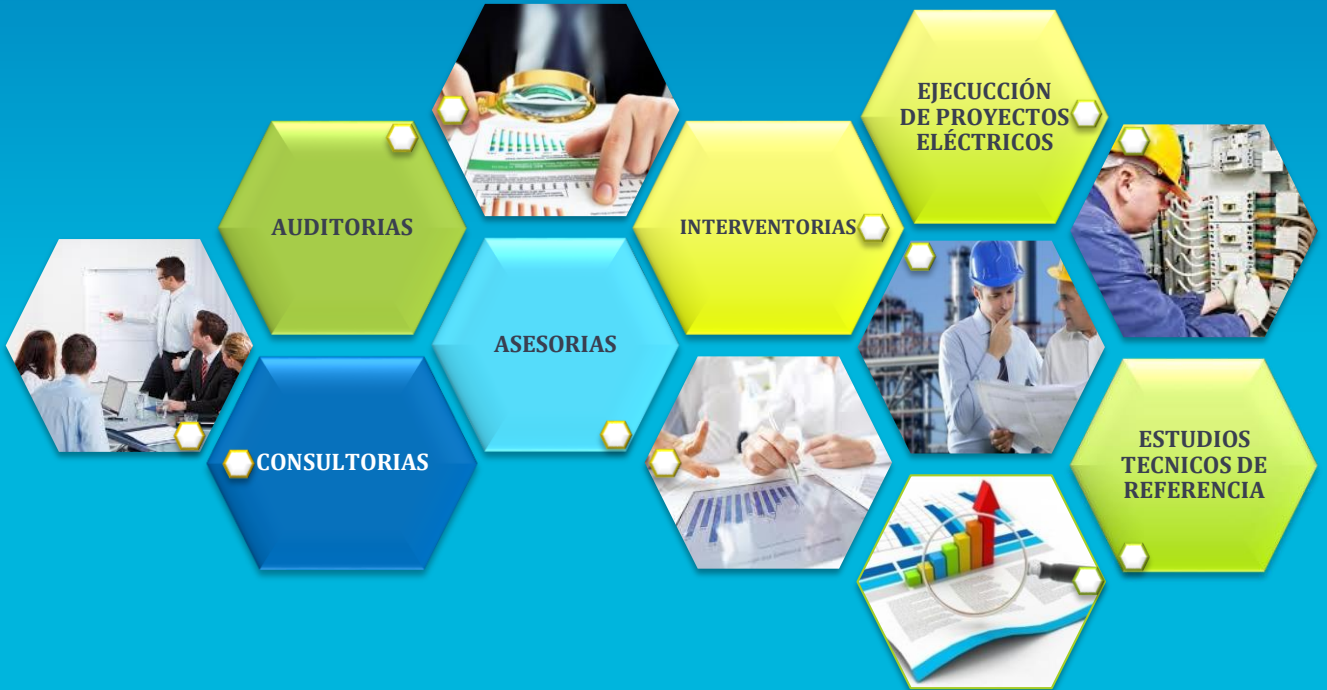 EJECUCCIÓN
DE PROYECTOS
ELÉCTRICOS
AUDITORIAS
INTERVENTORIAS
ASESORIAS
CONSULTORIAS
ESTUDIOS
TECNICOS DE
REFERENCIA